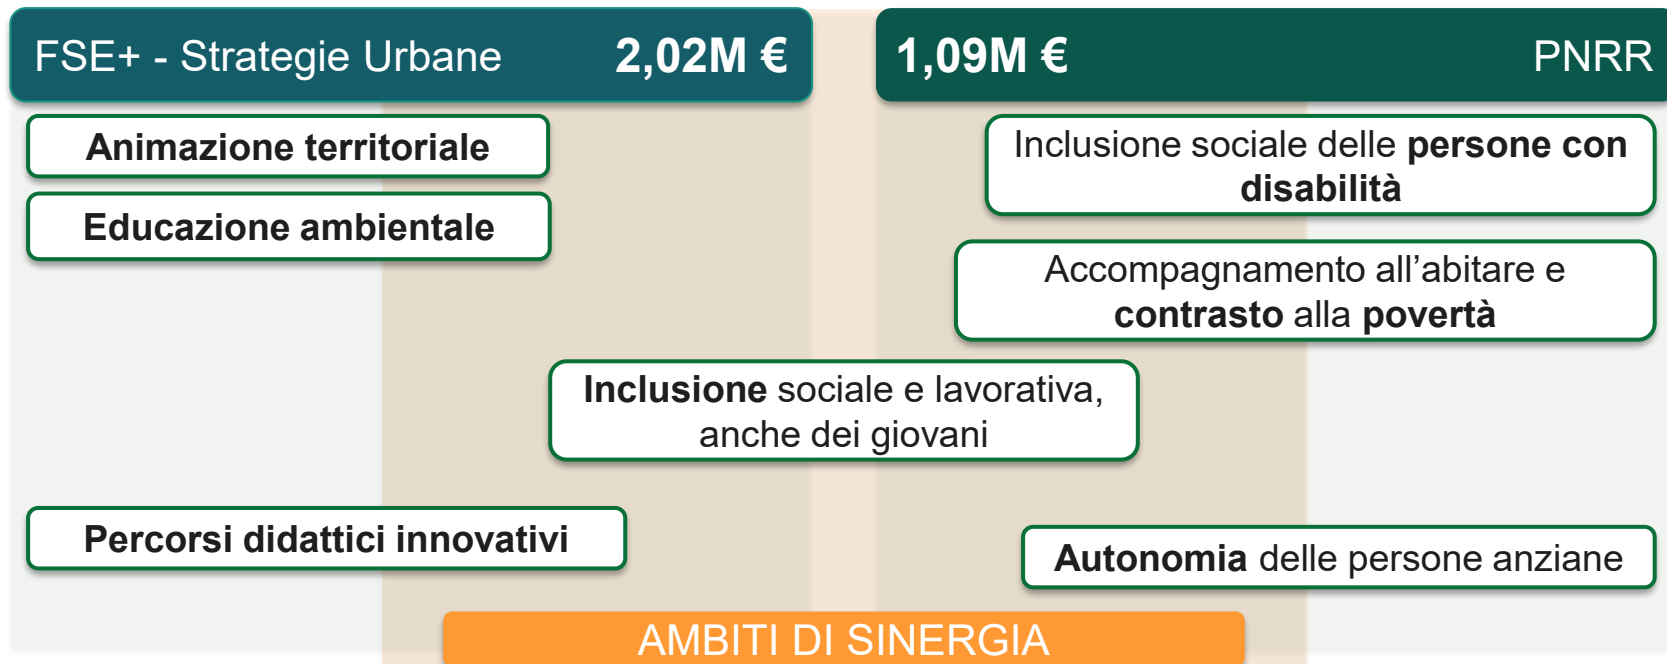 FSE+ - Strategie Urbane 2,02M €
1,09M € PNRR
Animazione territoriale
Educazione ambientale
Inclusione sociale delle persone con
disabilità
Accompagnamento all’abitare e
contrasto alla povertà
Inclusione sociale e lavorativa,
anche dei giovani
Percorsi didattici innovativi
Autonomia delle persone anziane
AMBITI DI SINERGIA